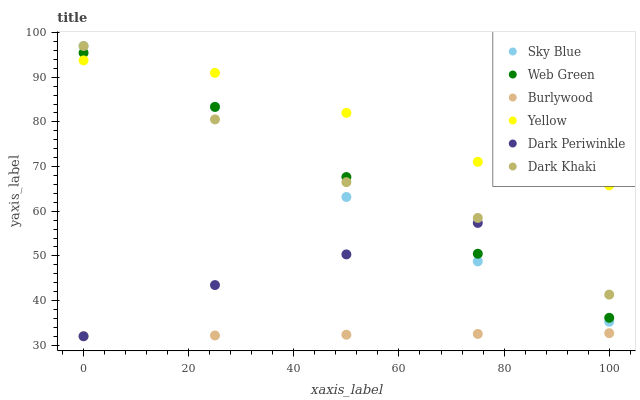 title
100
90
80
70
60
50
40
30
0
20
40
60
80
100
xaxis_label
yaxis_label
Sky Blue
Web Green
Burlywood
Yellow
Dark Periwinkle
Dark Khaki